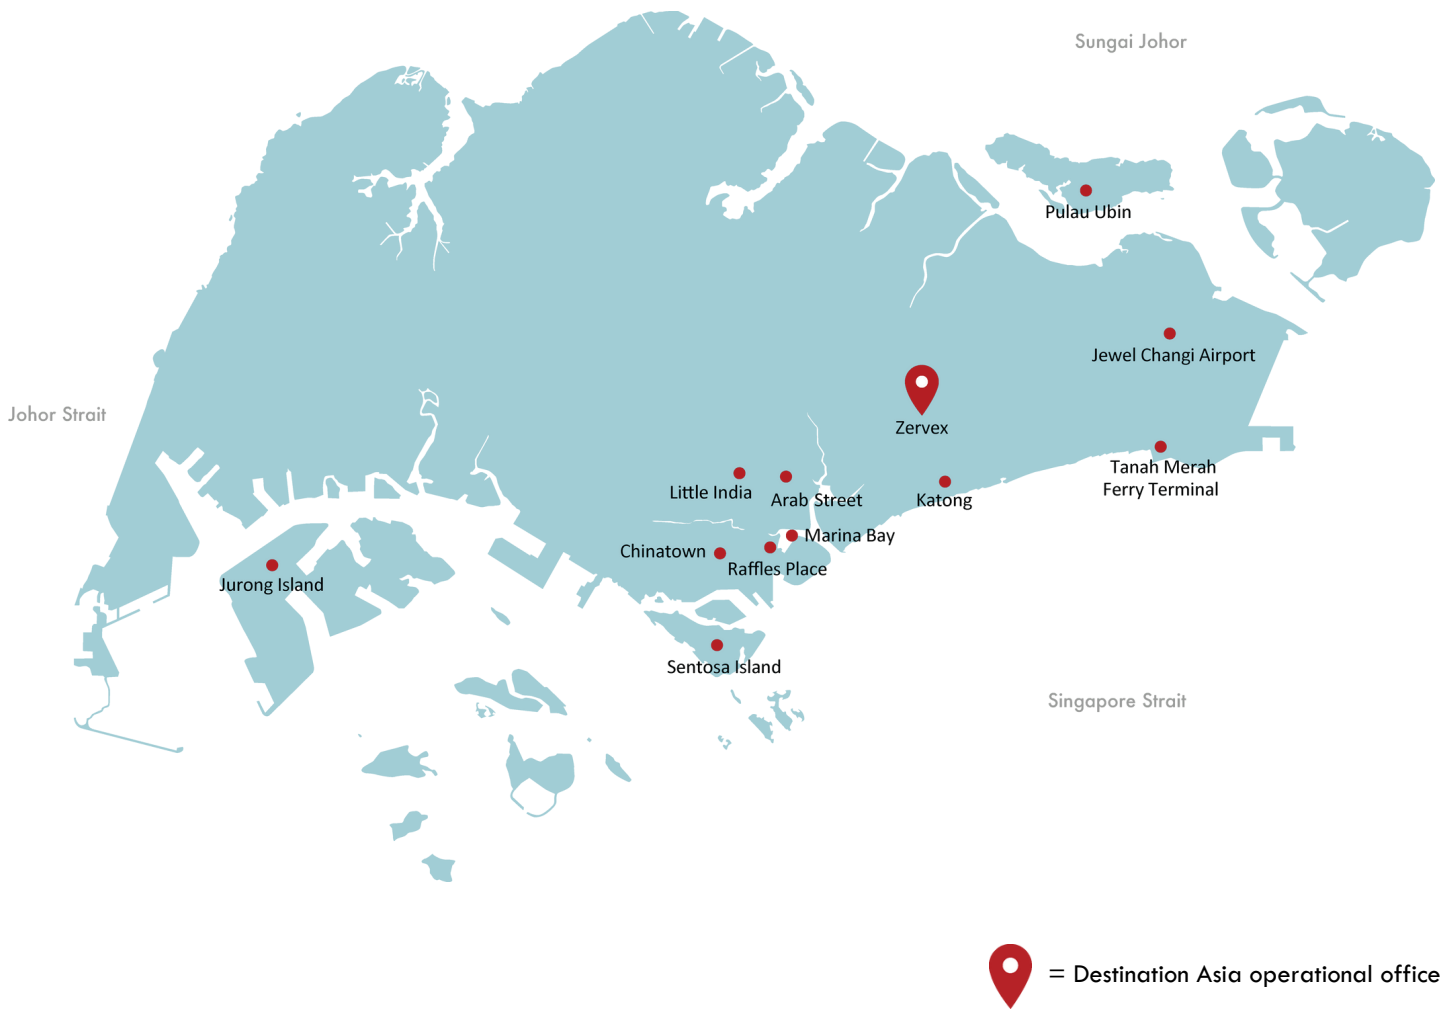 Sungai Johor
Pulau Ubin
Jewel Changi Airport
Johor Strait
Zervex
Tanah Merah
Ferry Terminal
Little India
Arab Street
Katong
Marina Bay
Chinatown
Raffles Place
Jurong Island
Sentosa Island
Singapore Strait
= Destination Asia operational office